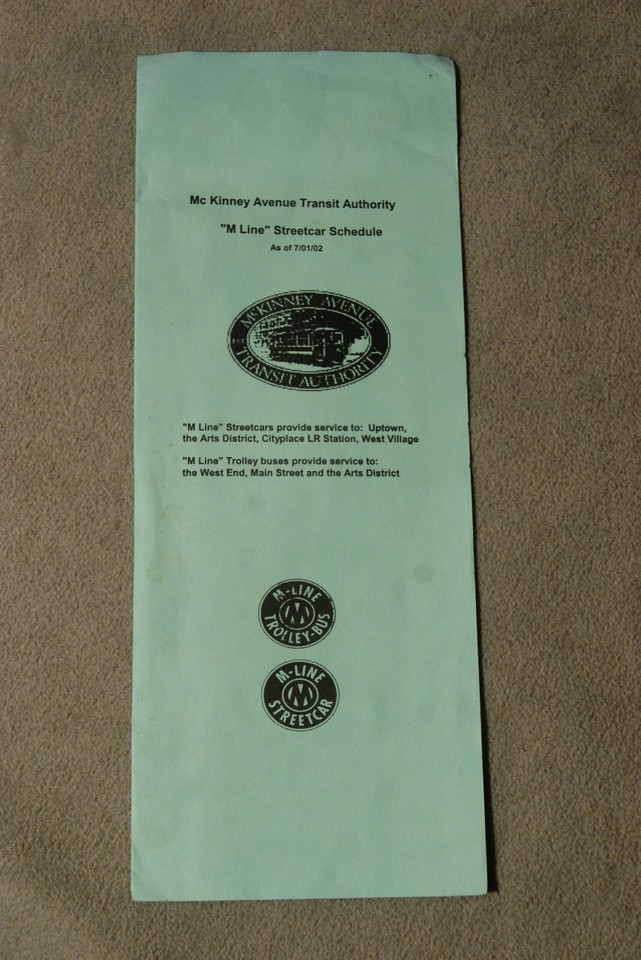 Mc Kinney Avenue Transit Authority
"M Line" Streetcar Schedule
As of 7/01/02
McKINNEY AVENUE
TRANSIT AUTHORITY
"M Line" Streetcars provide service to: Uptown,
the Arts District, Cityplace LR Station, West Village
"M Line" Trolley buses provide service to:
the West End, Main Street and the Arts District
M-LINE
M
TROLLEY-BUS
M-LINE
M
STREETCAR